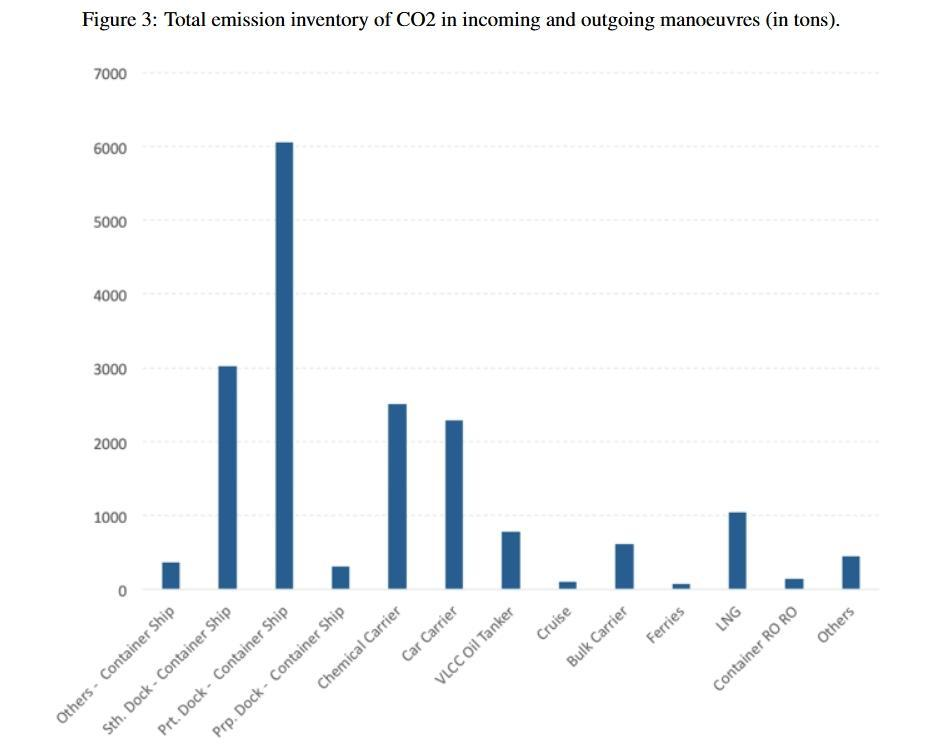 Figure 3: Total emission inventory of CO2 in incoming and outgoing manoeuvres (in tons).
7000
6000
5000
4000
3000
2000
1000
0
Others - Container Ship
Sth. Dock - Container Ship
Prt. Dock - Container Ship
Prp. Dock - Container Ship
Chemical Carrier
Car Carrier
VLCC Oil Tanker
Cruise
Bulk Carrier
Ferries
LNG
Container RO RO
Others